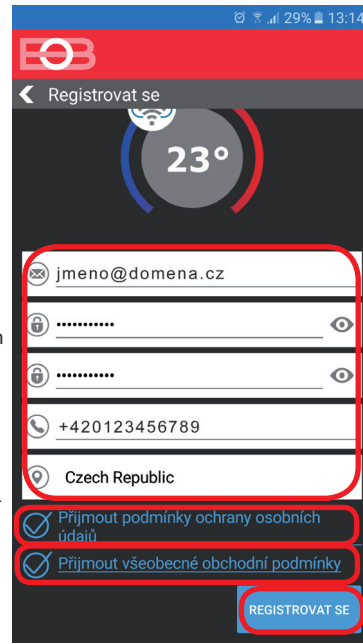 29% 13:14
EOB
Registrovat se
23°
jmeno@domena.cz
•••••••••••
•••••••••••
+420123456789
Czech Republic
Přijmout podmínky ochrany osobních
údajů
Přijmout všeobecné obchodní podmínky
REGISTROVAT SE